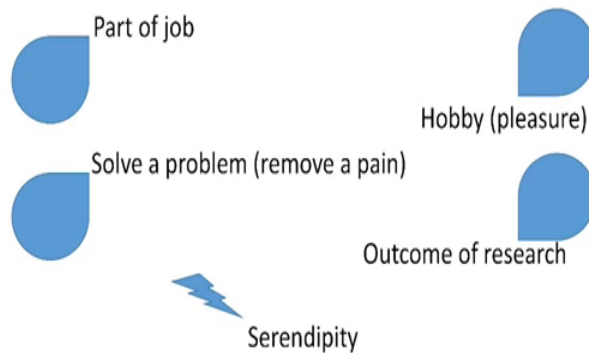 Part of job
Hobby (pleasure)
Solve a problem (remove a pain)
Outcome of research
Serendipity